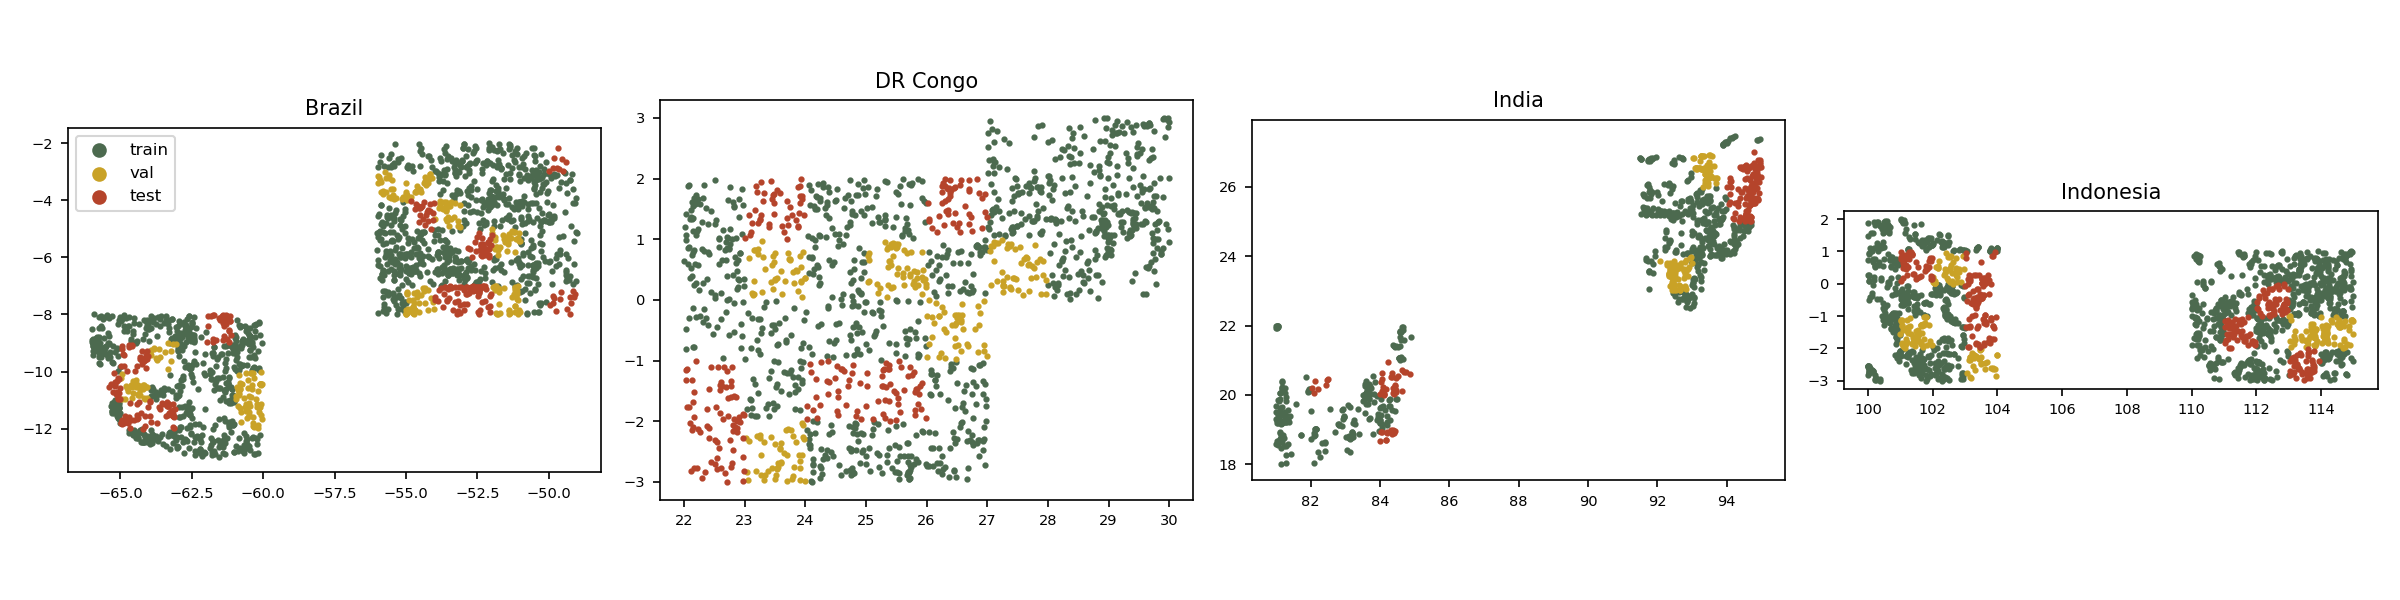 Brazil
train
val
test
−2
−4
−6
−8
−10
−12
−65.0 −62.5 −60.0 −57.5 −55.0 −52.5 −50.0
DR Congo
3
2
1
0
−1
−2
−3
22 23 24 25 26 27 28 29 30
India
26
24
22
20
18
82 84 86 88 90 92 94
Indonesia
2
1
0
−1
−2
−3
100 102 104 106 108 110 112 114